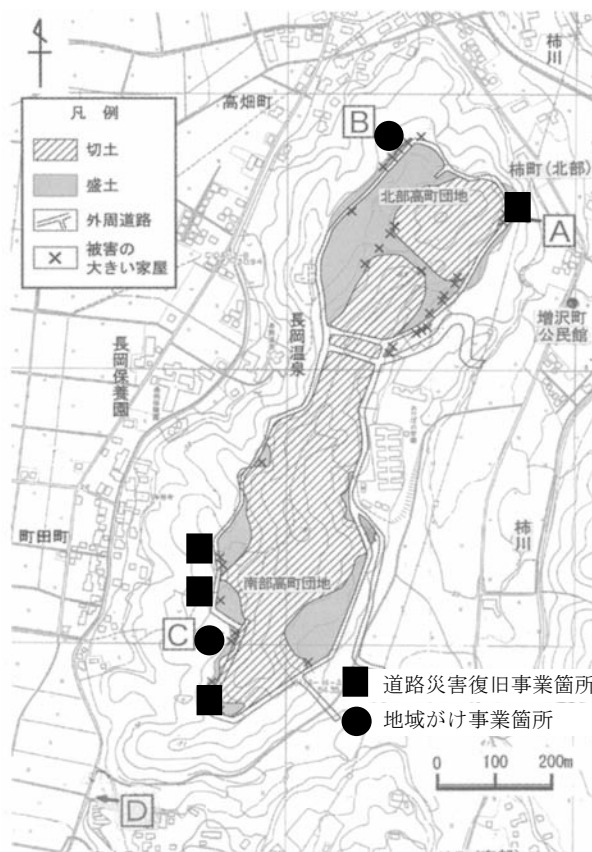 柿川
高畑町
凡例
切土
盛土
外周道路
被害の
大きい家屋
B
柿町(北部)
北部高町団地
A
増沢町
公民館
長岡温泉
長岡保養園
町田町
柿川
南部高町団地
C
道路災害復旧事業箇所
地域がけ事業箇所
0 100 200m
D